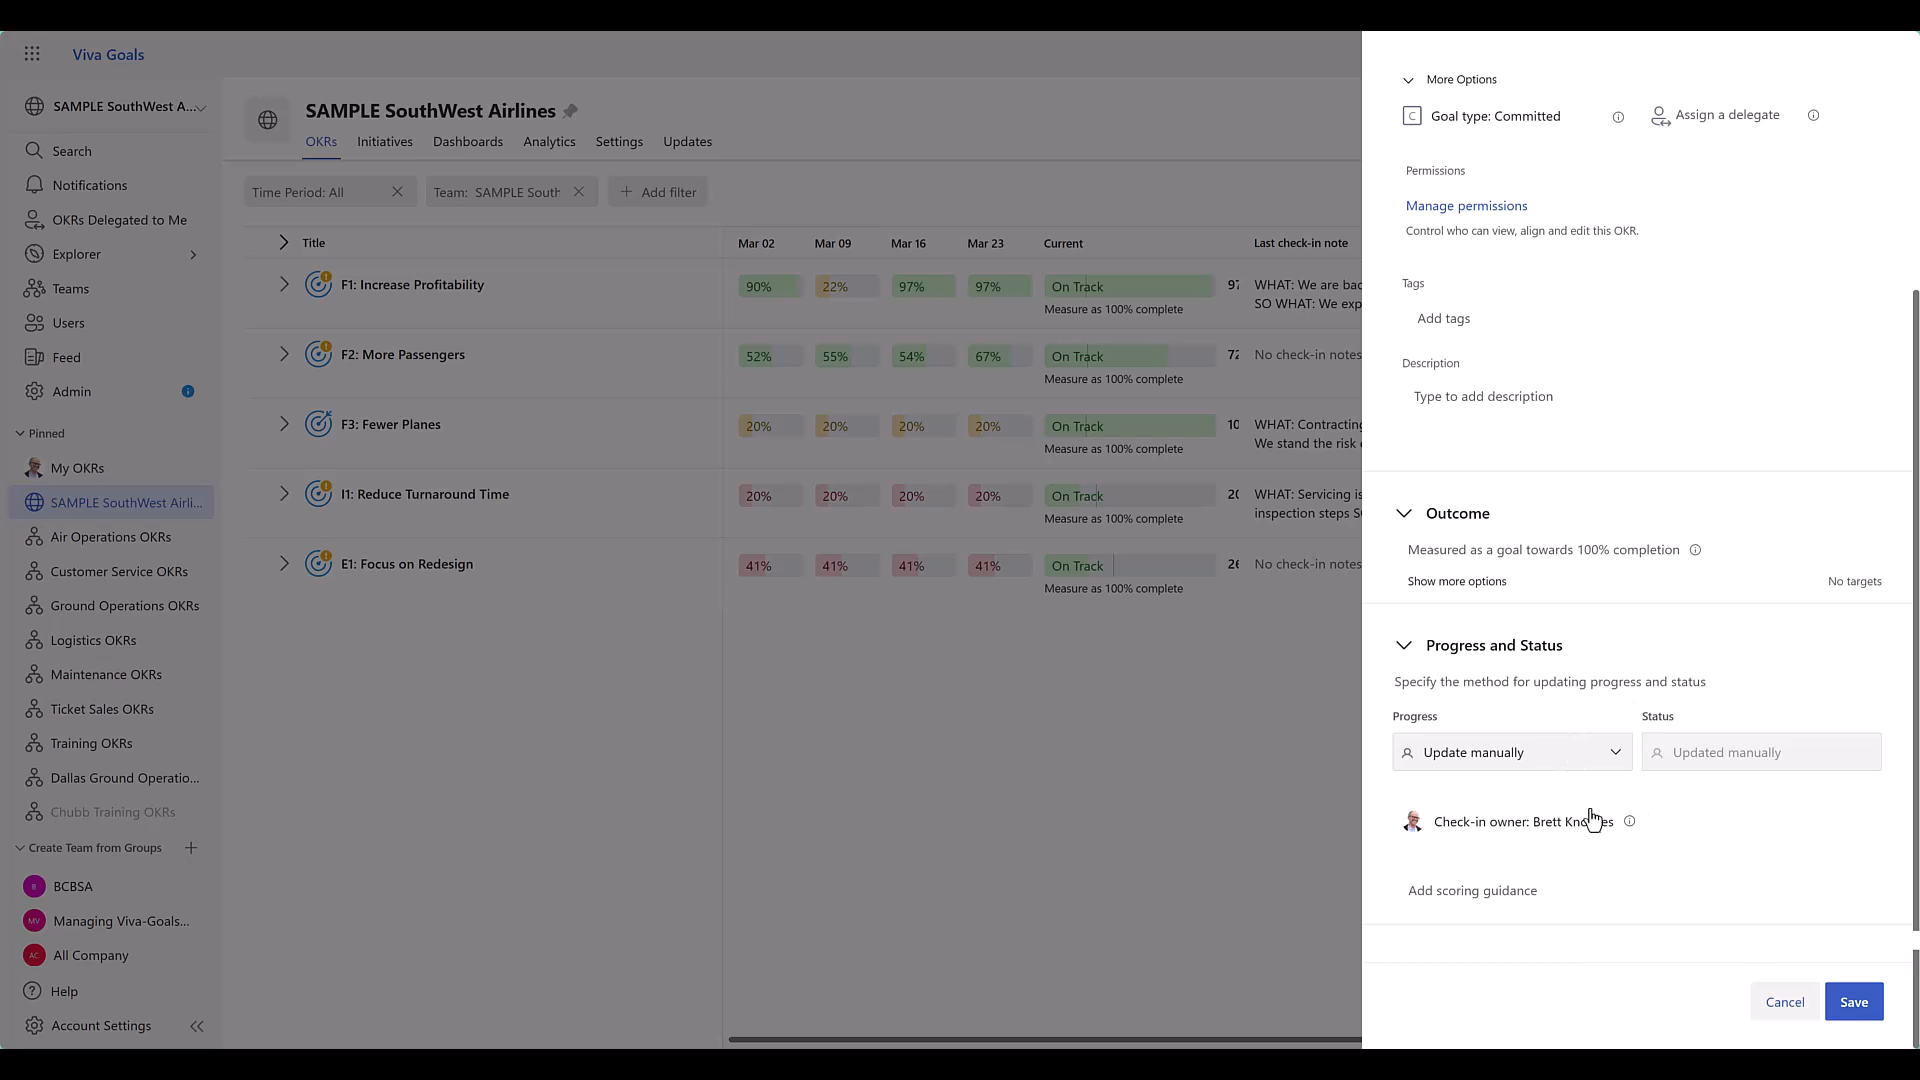 Viva Goals
SAMPLE SouthWest A...
Search
Notifications
OKRs Delegated to Me
Explorer
Teams
Users
Feed
Admin
Pinned
My OKRs
SAMPLE SouthWest Airli...
Air Operations OKRs
Customer Service OKRs
Ground Operations OKRs
Logistics OKRs
Maintenance OKRs
Ticket Sales OKRs
Training OKRs
Dallas Ground Operatio...
Chubb Training OKRs
Create Team from Groups
B BCBSA
MV Managing Viva-Goals...
AC All Company
Help
Account Settings
SAMPLE SouthWest Airlines
OKRs Initiatives Dashboards Analytics Settings Updates
Time Period: All Team: SAMPLE South Add filter
Title Mar 02 Mar 09 Mar 16 Mar 23 Current Last check-in note
F1: Increase Profitability 90% 22% 97% 97% On Track 97 WHAT: We are bac
Measure as 100% complete SO WHAT: We exp
F2: More Passengers 52% 55% 54% 67% On Track 72 No check-in notes
Measure as 100% complete
F3: Fewer Planes 20% 20% 20% 20% On Track 10 WHAT: Contracting
Measure as 100% complete We stand the risk
I1: Reduce Turnaround Time 20% 20% 20% 20% On Track 20 WHAT: Servicing is
Measure as 100% complete inspection steps SO
E1: Focus on Redesign 41% 41% 41% 41% On Track 26 No check-in notes
Measure as 100% complete
More Options
C Goal type: Committed Assign a delegate
Permissions
Manage permissions
Control who can view, align and edit this OKR.
Tags
Add tags
Description
Type to add description
Outcome
Measured as a goal towards 100% completion
Show more options No targets
Progress and Status
Specify the method for updating progress and status
Progress Status
Update manually Updated manually
Check-in owner: Brett
Add scoring guidance
Cancel Save